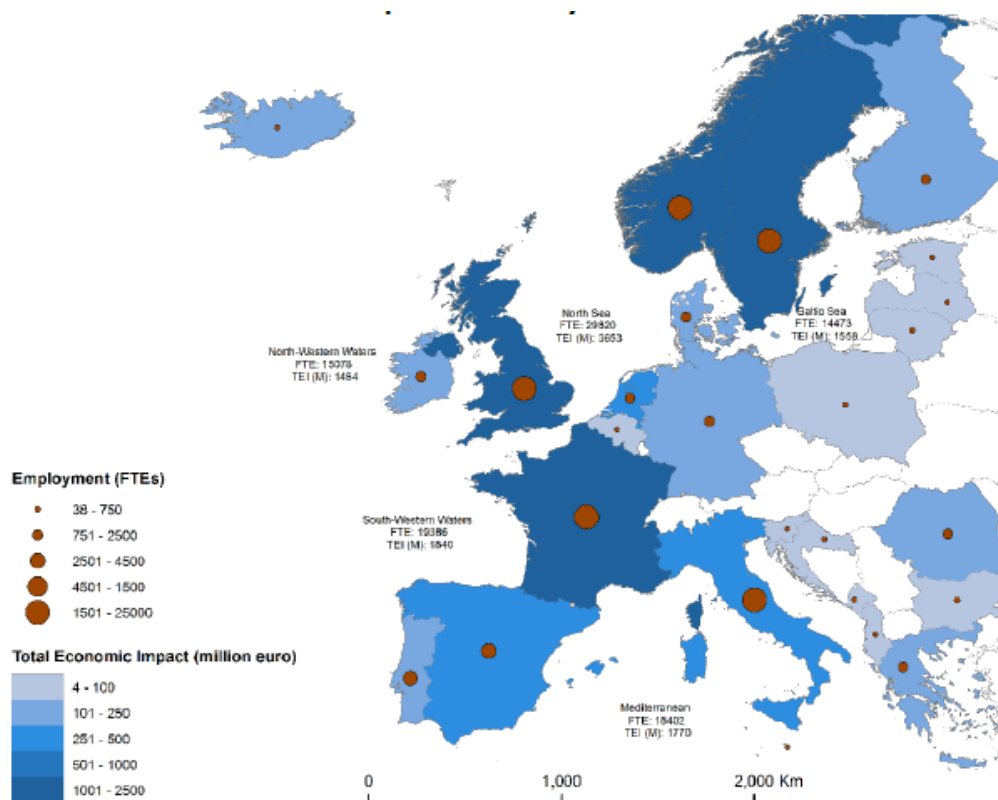 North Sea
FTE: 29820
TEI (M): 3653
Baltic Sea
FTE: 14473
TEI (M): 1558
North-Western Waters
FTE: 15078
TEI (M): 1484
South-Western Waters
FTE: 19386
TEI (M): 1840
Mediterranean
FTE: 18402
TEI (M): 1770
Employment (FTEs)
38 - 750
751 - 2500
2501 - 4500
4501 - 1500
1501 - 25000
Total Economic Impact (million euro)
4 - 100
101 - 250
251 - 500
501 - 1000
1001 - 2500
0 1,000 2,000 Km